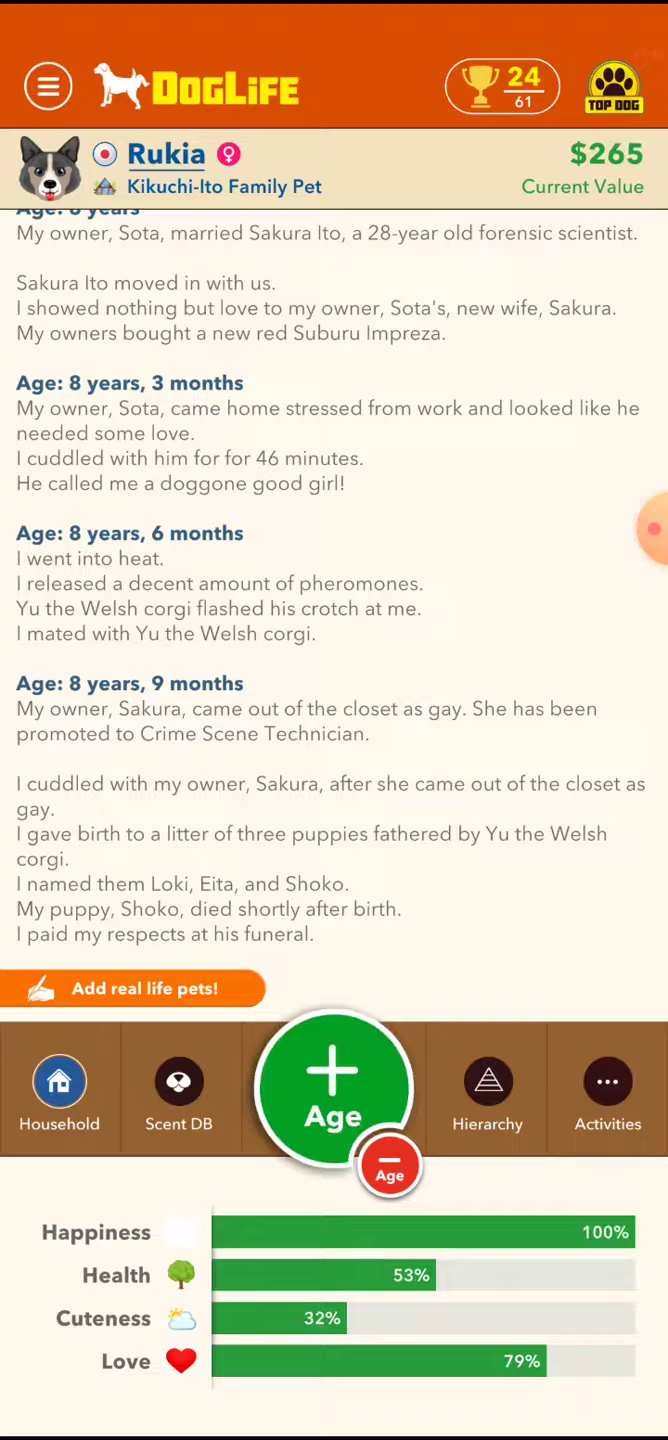 DOGLIFE
24
61
TOP DOG
Rukia
$265
Kikuchi-Ito Family Pet
Current Value
Age: 8 years
My owner, Sota, married Sakura Ito, a 28-year old forensic scientist.
Sakura Ito moved in with us.
I showed nothing but love to my owner, Sota's, new wife, Sakura.
My owners bought a new red Suburu Impreza.
Age: 8 years, 3 months
My owner, Sota, came home stressed from work and looked like he
needed some love.
I cuddled with him for for 46 minutes.
He called me a doggone good girl!
Age: 8 years, 6 months
I went into heat.
I released a decent amount of pheromones.
Yu the Welsh corgi flashed his crotch at me.
I mated with Yu the Welsh corgi.
Age: 8 years, 9 months
My owner, Sakura, came out of the closet as gay. She has been
promoted to Crime Scene Technician.
I cuddled with my owner, Sakura, after she came out of the closet as
gay.
I gave birth to a litter of three puppies fathered by Yu the Welsh
corgi.
I named them Loki, Eita, and Shoko.
My puppy, Shoko, died shortly after birth.
I paid my respects at his funeral.
Add real life pets!
Household
Scent DB
Age
Age
Hierarchy
Activities
Happiness 100%
Health 53%
Cuteness 32%
Love 79%